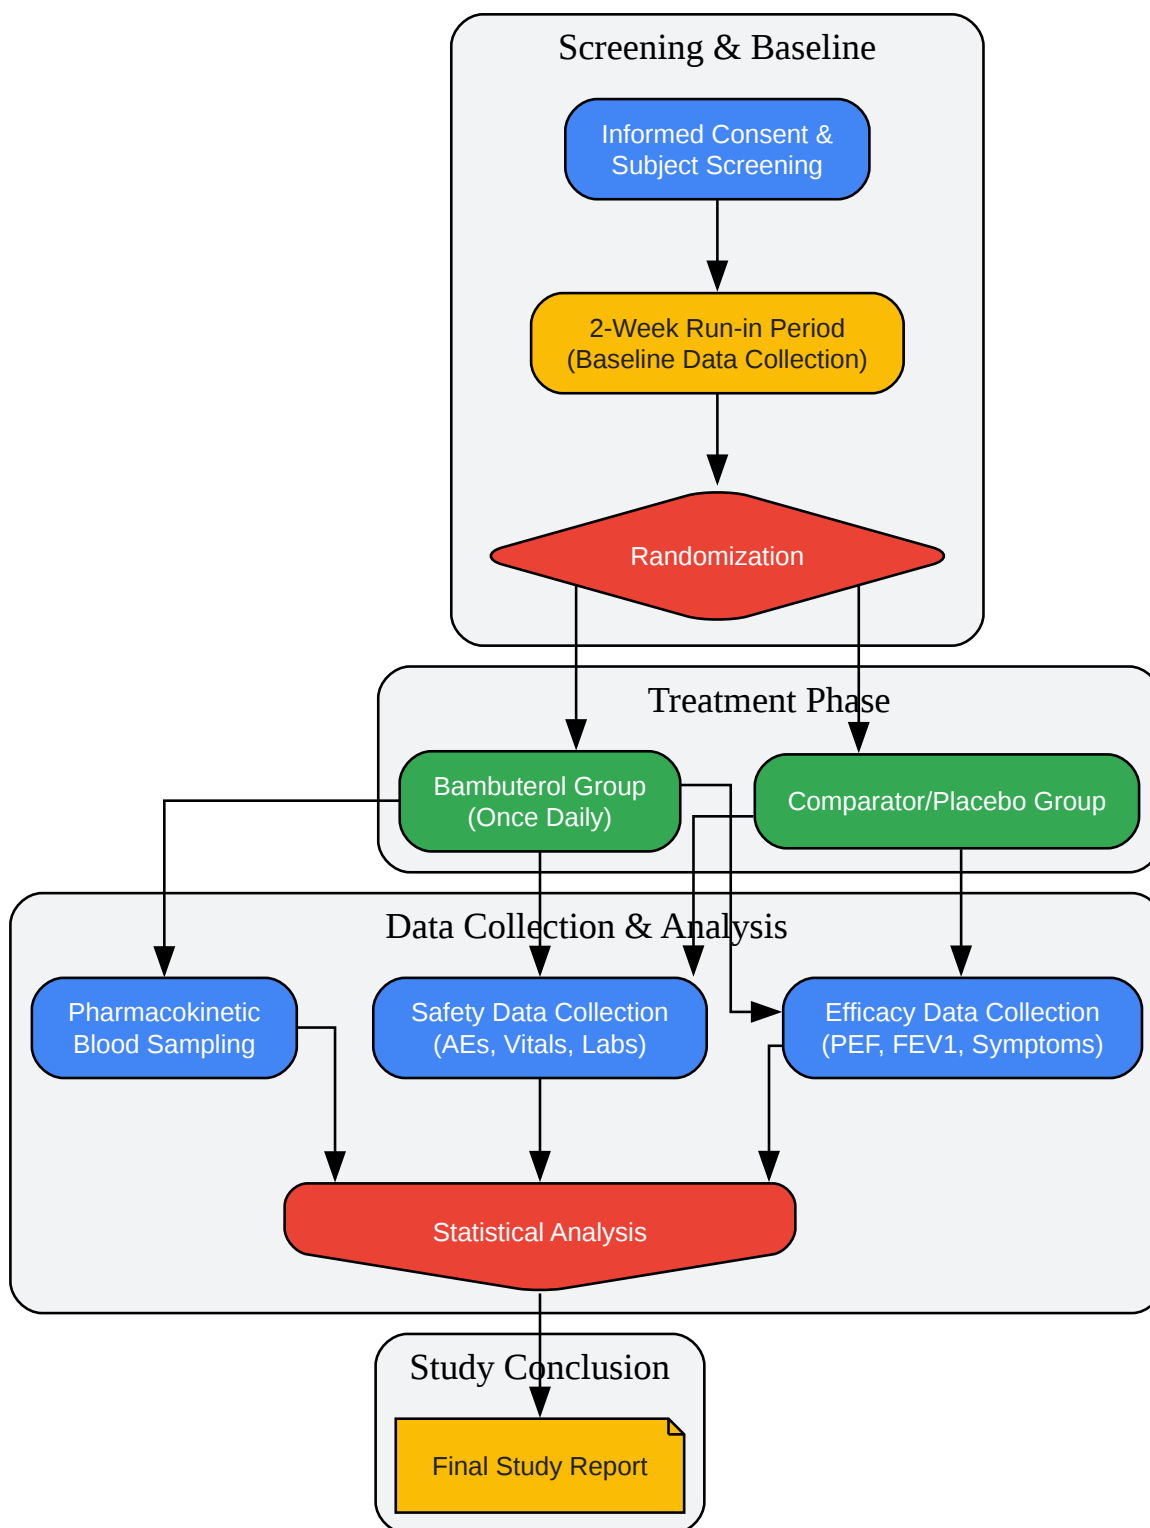 Screening & Baseline
Informed Consent &
Subject Screening
2-Week Run-in Period
(Baseline Data Collection)
Randomization
Treatment Phase
Bambuterol Group
(Once Daily)
Comparator/Placebo Group
Data Collection & Analysis
Pharmacokinetic
Blood Sampling
Safety Data Collection
(AEs, Vitals, Labs)
Efficacy Data Collection
(PEF, FEV1, Symptoms)
Statistical Analysis
Study Conclusion
Final Study Report